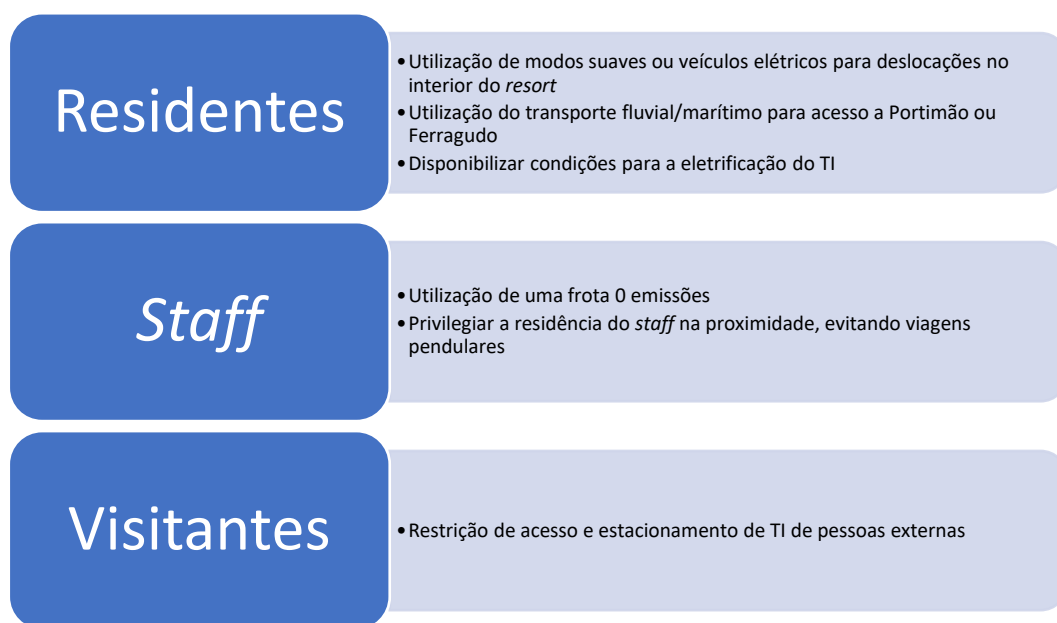 Residentes
•Utilização de modos suaves ou veículos elétricos para deslocações no
interior do resort
•Utilização do transporte fluvial/marítimo para acesso a Portimão ou
Ferragudo
•Disponibilizar condições para a eletrificação do TI
Staff
•Utilização de uma frota 0 emissões
•Privilegiar a residência do staff na proximidade, evitando viagens
pendulares
Visitantes
•Restrição de acesso e estacionamento de TI de pessoas externas